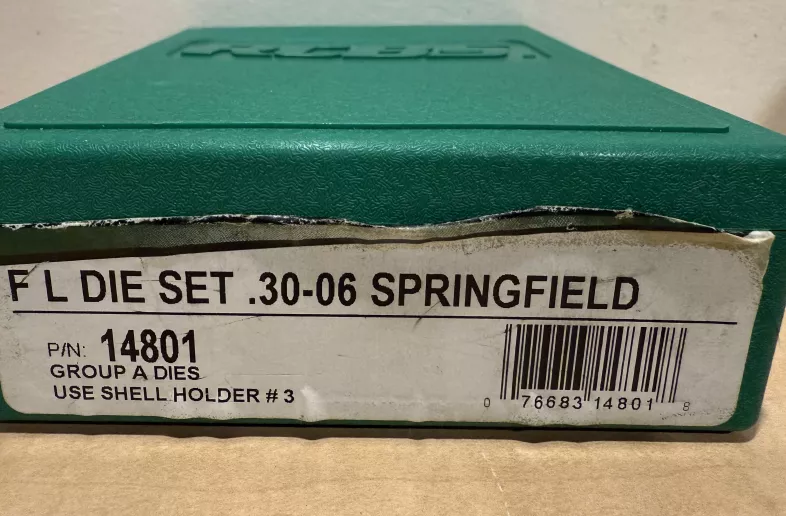 RCBS.
F L DIE SET .30-06 SPRINGFIELD
P/N: 14801
GROUP A DIES
USE SHELL HOLDER # 3
0 76683 14801 8